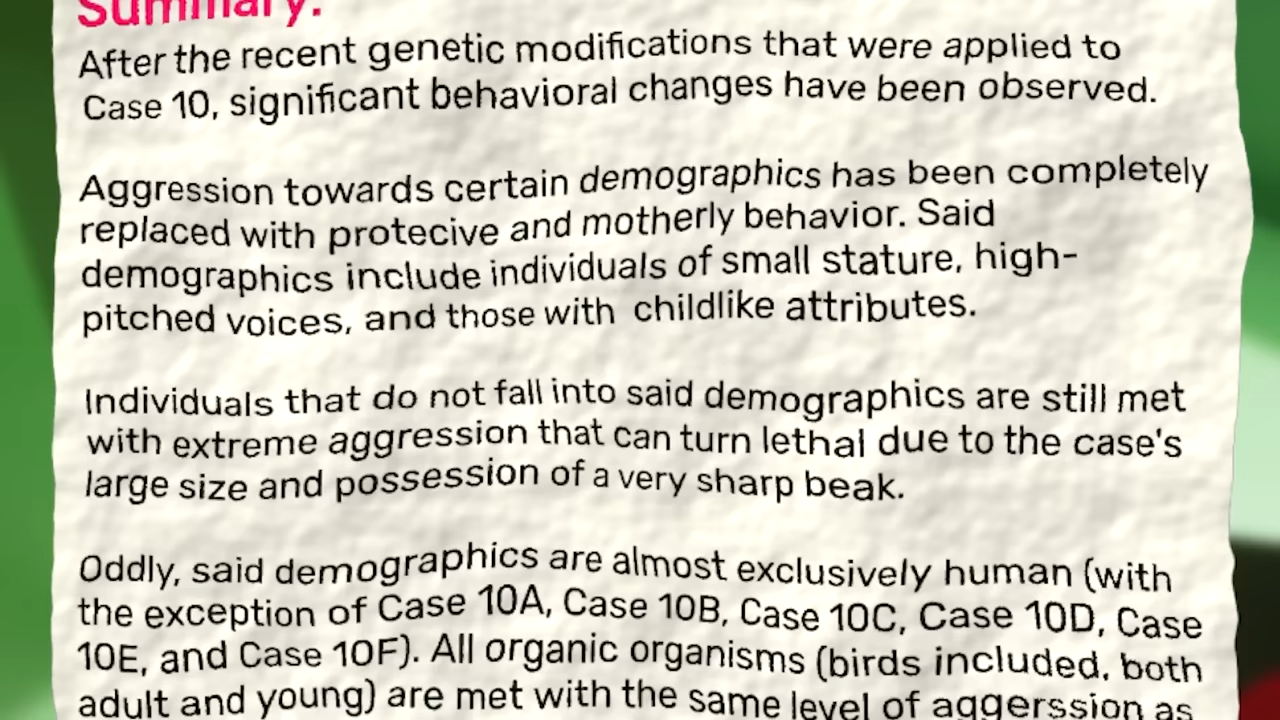 Summary:
After the recent genetic modifications that were applied to
Case 10, significant behavioral changes have been observed.
Aggression towards certain demographics has been completely
replaced with protecive and motherly behavior. Said
demographics include individuals of small stature, high-
pitched voices, and those with childlike attributes.
Individuals that do not fall into said demographics are still met
with extreme aggression that can turn lethal due to the case's
large size and possession of a very sharp beak.
Oddly, said demographics are almost exclusively human (with
the exception of Case 10A, Case 10B, Case 10C, Case 10D, Case
10E, and Case 10F). All organic organisms (birds included, both
adult and young) are met with the same level of aggerssion as